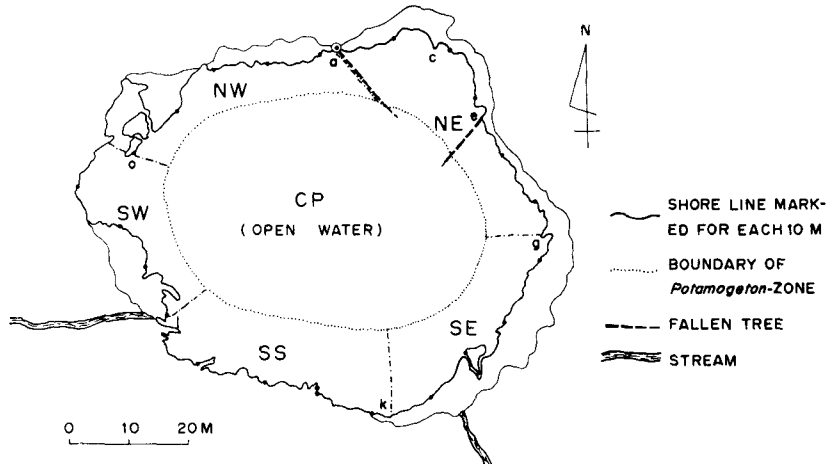 N
a
c
NW
e
NE
CP
( OPEN WATER)
o
SW
g
SE
SS
k
0 10 20 M
SHORE LINE MARK-
ED FOR EACH 10 M
BOUNDARY OF
Potamogeton-ZONE
FALLEN TREE
STREAM